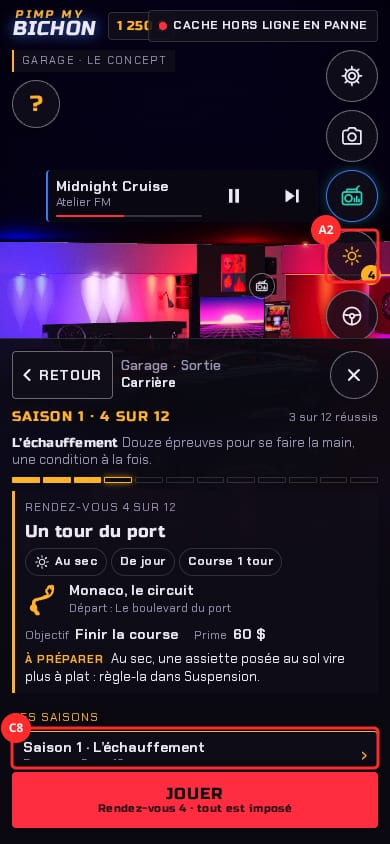 PIMP MY
BICHON
1 250
CACHE HORS LIGNE EN PANNE
GARAGE · LE CONCEPT
?
Midnight Cruise
Atelier FM
A2
4
RETOUR
Garage · Sortie
Carrière
SAISON 1 · 4 SUR 12
3 sur 12 réussis
L'échauffement Douze épreuves pour se faire la main,
une condition à la fois.
RENDEZ-VOUS 4 SUR 12
Un tour du port
Au sec
De jour
Course 1 tour
Monaco, le circuit
Départ : Le boulevard du port
Objectif Finir la course Prime 60 $
À PRÉPARER Au sec, une assiette posée au sol vire
plus à plat : règle-la dans Suspension.
C8
SAISONS
Saison 1 · L'échauffement
JOUER
Rendez-vous 4 · tout est imposé